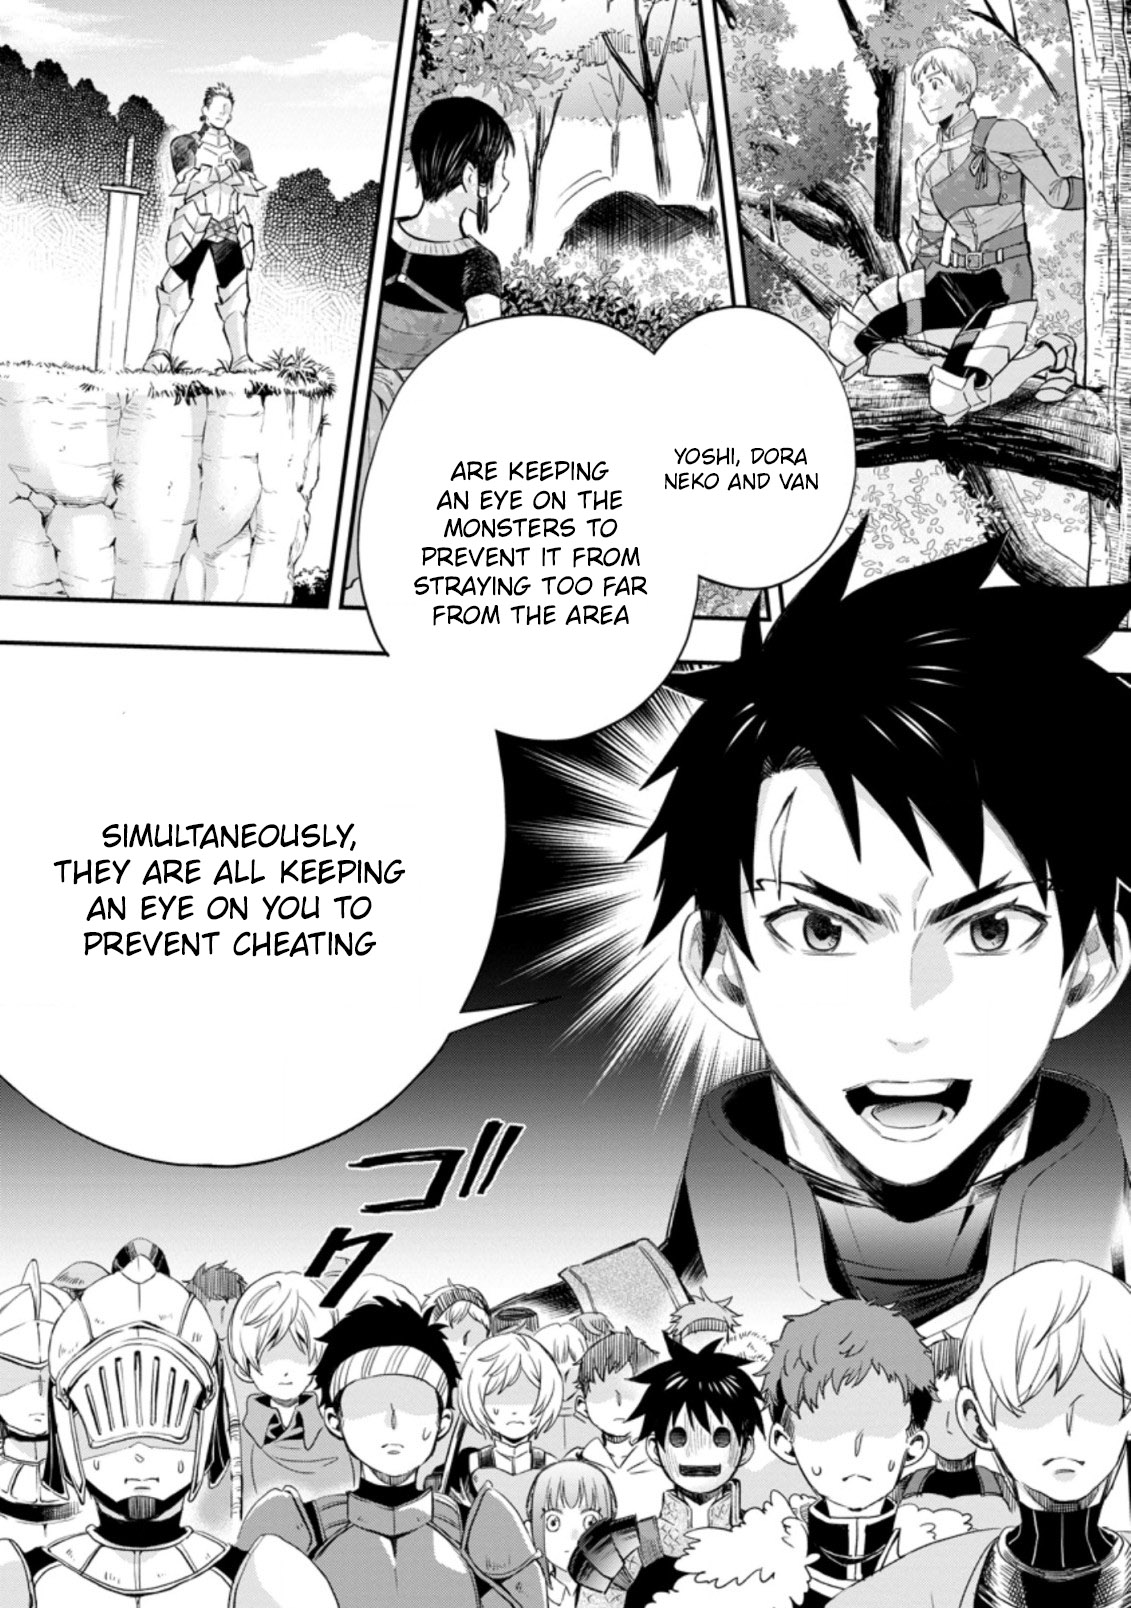 YOSHI, DORA
NEKO AND VAN
ARE KEEPING
AN EYE ON THE
MONSTERS TO
PREVENT IT FROM
STRAYING TOO FAR
FROM THE AREA
SIMULTANEOUSLY,
THEY ARE ALL KEEPING
AN EYE ON YOU TO
PREVENT CHEATING
ゴクッ